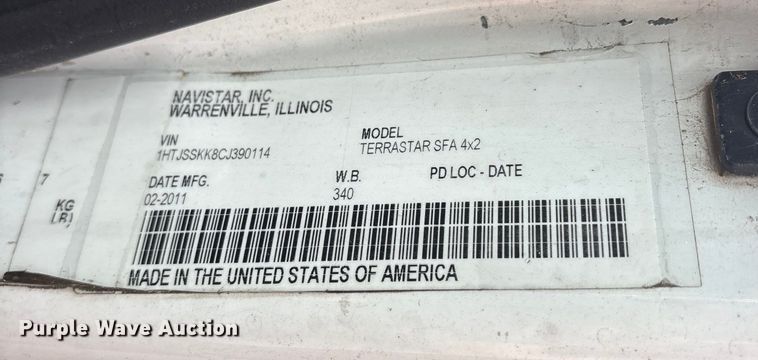 NAVISTAR, INC.
WARRENVILLE, ILLINOIS
VIN
1HTJSSKK8CJ390114
MODEL
TERRASTAR SFA 4x2
DATE MFG.
02-2011
W.B.
340
PD LOC - DATE
7
KG
LB)
MADE IN THE UNITED STATES OF AMERICA
Purple Wave Auction